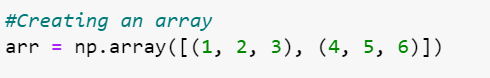 #Creating an array
arr = np.array([(1, 2, 3), (4, 5, 6)])